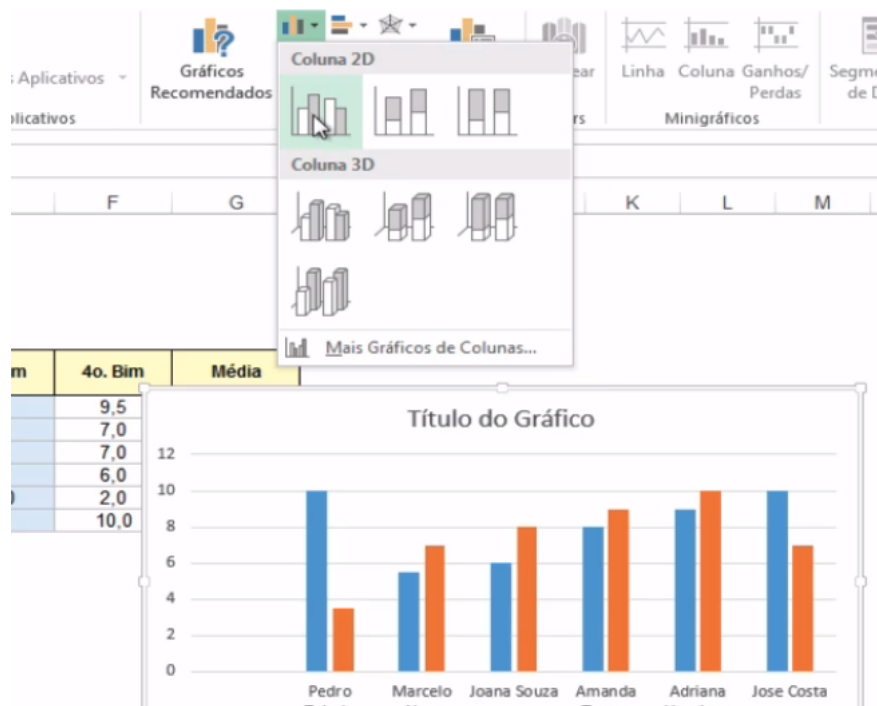 Coluna 2D
Aplicativos
Gráficos
Recomendados
Linha Coluna Ganhos/
Perdas
Minigráficos
Coluna 3D
F G K L M
Mais Gráficos de Colunas...
4o. Bim Média
9,5
7,0
7,0
6,0
2,0
10,0
Título do Gráfico
12
10
8
6
4
2
0
Pedro Marcelo Joana Souza Amanda Adriana Jose Costa